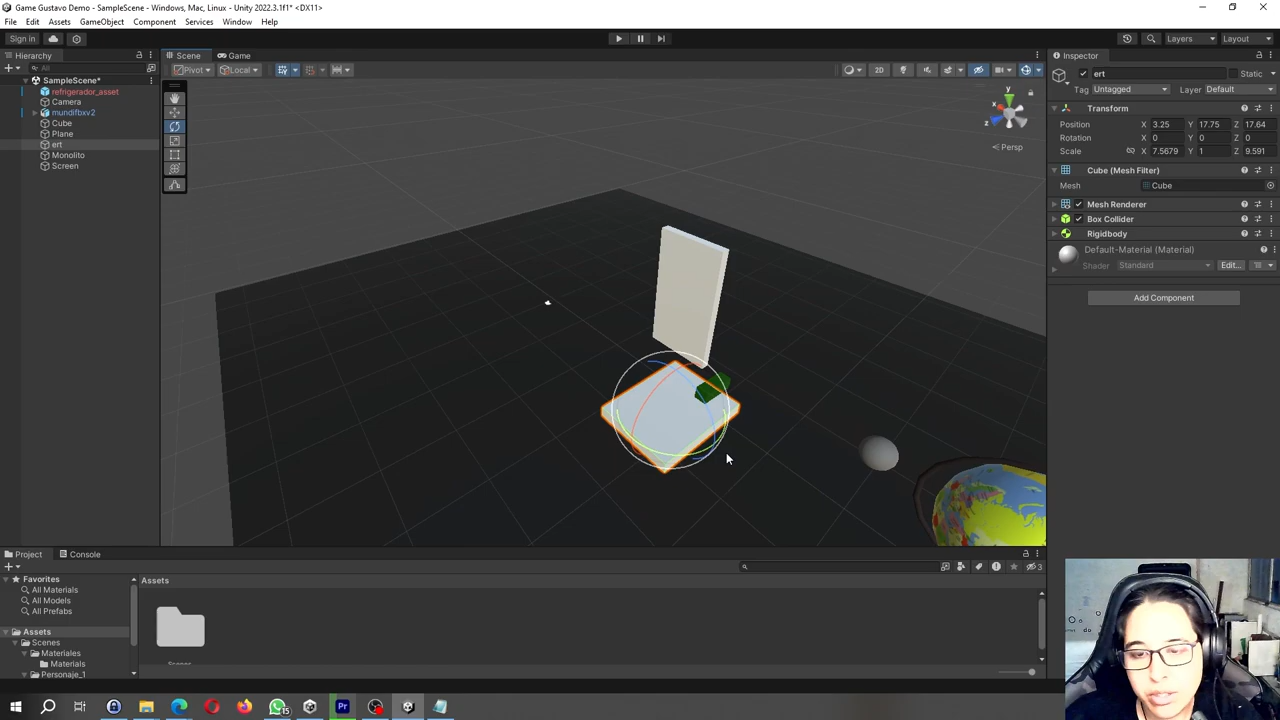 Game Gustavo Demo - SampleScene - Windows, Mac, Linux - Unity 2022.3.1f1* <DX11>
File Edit Assets GameObject Component Services Window Help
Sign in
Layers
Layout
Hierarchy
All
SampleScene*
refrigerador_asset
Camera
mundifbxv2
Cube
Plane
ert
Monolito
Screen
Scene
Game
Pivot
Local
2D
y
x
z
Persp
Inspector
ert
Static
Tag Untagged
Layer Default
Transform
Position X 3.25 Y 17.75 Z 17.64
Rotation X 0 Y 0 Z 0
Scale X 7.5679 Y 1 Z 9.591
Cube (Mesh Filter)
Mesh Cube
Mesh Renderer
Box Collider
Rigidbody
Default-Material (Material)
Shader Standard Edit...
Add Component
Project
Console
3
Favorites
All Materials
All Models
All Prefabs
Assets
Scenes
Materiales
Materials
Personaje_1
Assets
Scenes
15
Pr